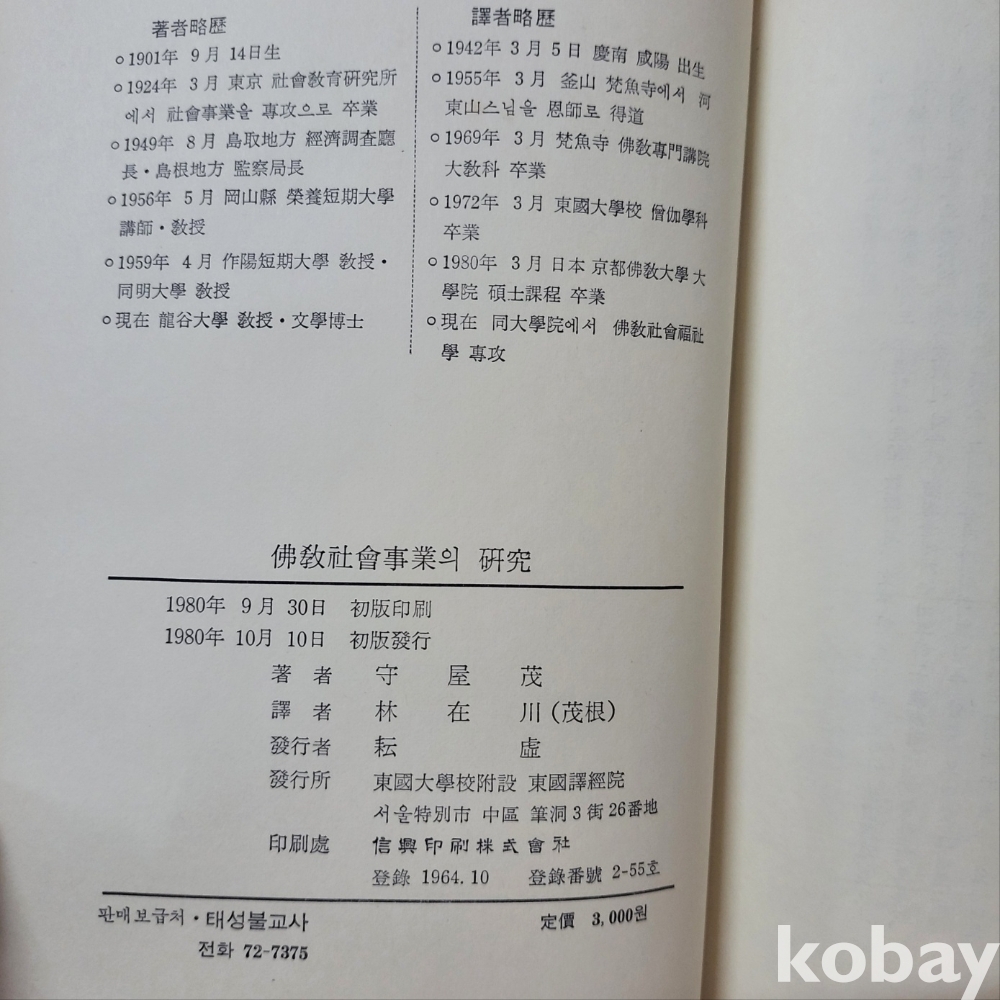 著者略歷
○1901年 9月 14日生
○1924年 3月 東京 社會敎育研究所
에서 社會事業을 專攻으로 卒業
○1949年 8月 鳥取地方 經濟調査廳
長・島根地方 監察局長
○1956年 5月 岡山縣 榮養短期大學
講師・敎授
○1959年 4月 作陽短期大學 敎授・
同明大學 敎授
○現在 龍谷大學 敎授・文學博士
譯者略歷
○1942年 3月 5日 慶南 咸陽 出生
○1955年 3月 釜山 梵魚寺에서 河
東山스님을 恩師로 得道
○1969年 3月 梵魚寺 佛敎專門講院
大敎科 卒業
○1972年 3月 東國大學校 僧伽學科
卒業
○1980年 3月 日本 京都佛敎大學 大
學院 碩士課程 卒業
○現在 同大學院에서 佛敎社會福祉
學 專攻
佛敎社會事業의 研究
1980年 9月 30日 初版印刷
1980年 10月 10日 初版發行
著者 守屋茂
譯者 林在川(茂根)
發行者 耘虛
發行所 東國大學校附設 東國譯經院
서울特別市 中區 筆洞3街26番地
印刷處 信興印刷株式會社
登錄 1964.10 登錄番號 2-55호
판매보급처・태성불교사 定價 3,000원
전화 72-7375
kobay